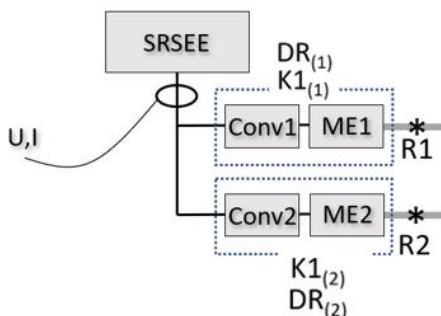 SRSEE
DR(1)
K1(1)
U,I
Conv1 ME1
R1
Conv2 ME2
R2
K1(2)
DR(2)